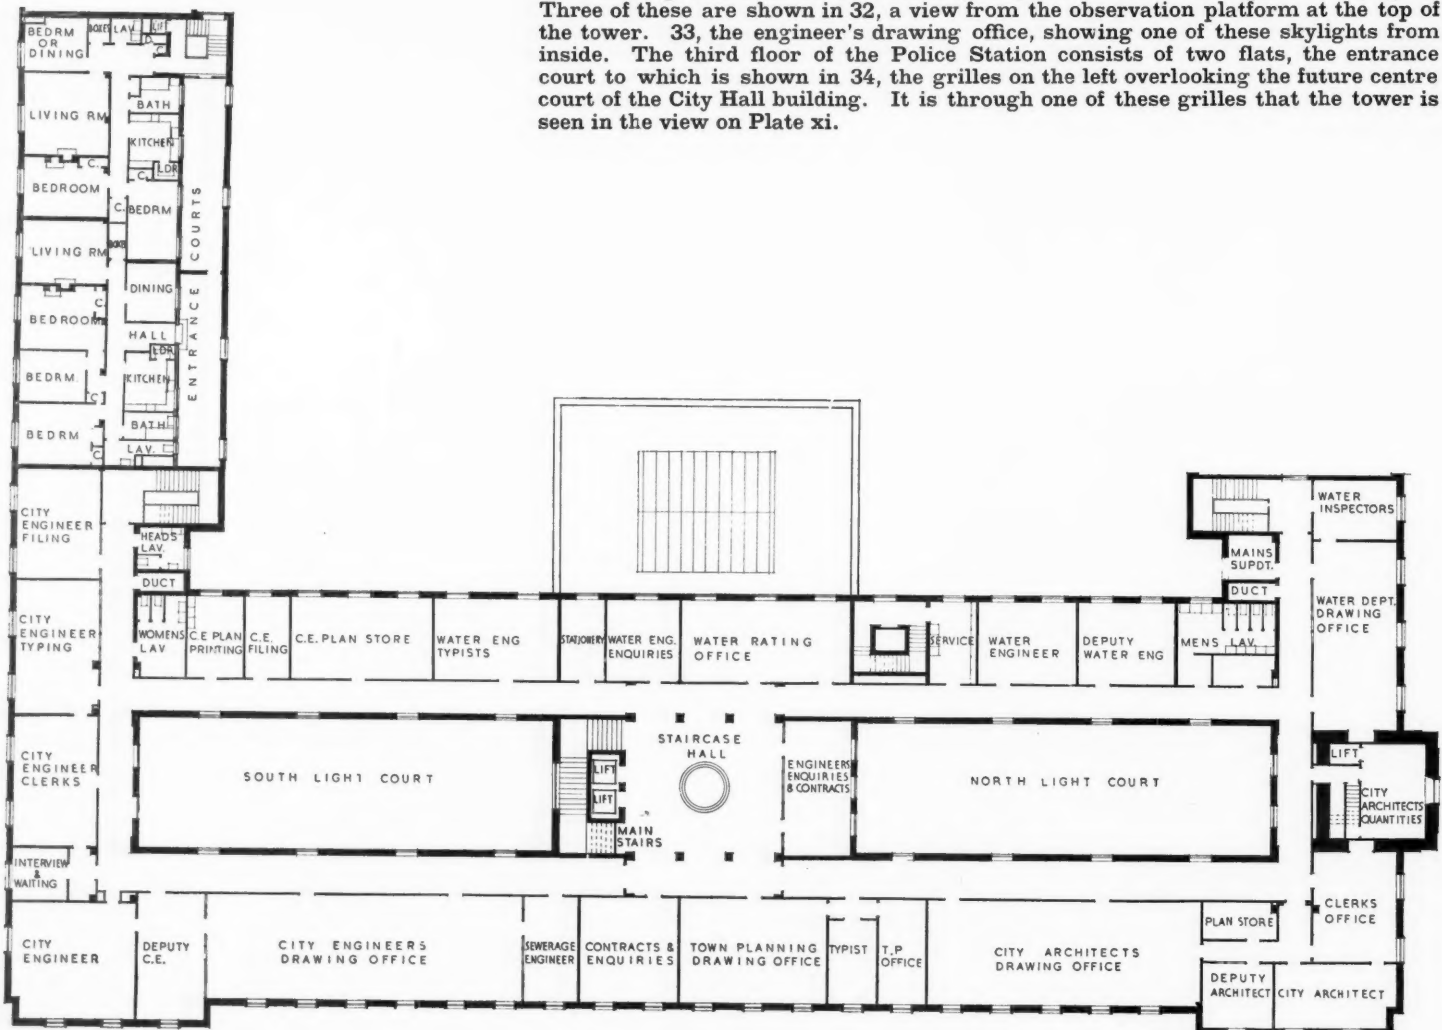 Three of these are shown in 32, a view from the observation platform at the top of
the tower. 33, the engineer's drawing office, showing one of these skylights from
inside. The third floor of the Police Station consists of two flats, the entrance
court to which is shown in 34, the grilles on the left overlooking the future centre
court of the City Hall building. It is through one of these grilles that the tower is
seen in the view on Plate xi.
BEDRM
OR
DINING
BOXES
LAV
LIFT
D.
C
LIVING RM
BATH
KITCHEN
LDR
C.
C.
BEDROOM
C.
BEDRM
LIVING RM
BOXES
DINING
C.
BEDROOM
HALL
LDR
BEDRM.
KITCHEN
C
BATH
BEDRM
LAV.
C.
ENTRANCE COURTS
CITY
ENGINEER
FILING
HEADS
LAV.
DUCT
CITY
ENGINEER
TYPING
WOMENS
LAV
C.E PLAN
PRINTING
C.E.
FILING
C.E. PLAN STORE
WATER ENG
TYPISTS
STATIONERY
WATER ENG.
ENQUIRIES
WATER RATING
OFFICE
SERVICE
WATER
ENGINEER
DEPUTY
WATER ENG
MENS LAV.
WATER
INSPECTORS
MAINS
SUPDT.
DUCT
WATER DEPT.
DRAWING
OFFICE
CITY
ENGINEER
CLERKS
SOUTH LIGHT COURT
LIFT
LIFT
MAIN
STAIRS
STAIRCASE
HALL
ENGINEERS
ENQUIRIES
& CONTRACTS
NORTH LIGHT COURT
LIFT
CITY
ARCHITECTS
QUANTITIES
INTERVIEW
&
WAITING
CITY
ENGINEER
DEPUTY
C.E.
CITY ENGINEERS
DRAWING OFFICE
SEWERAGE
ENGINEER
CONTRACTS &
ENQUIRIES
TOWN PLANNING
DRAWING OFFICE
TYPIST
T.P
OFFICE
CITY ARCHITECTS
DRAWING OFFICE
PLAN STORE
CLERKS
OFFICE
DEPUTY
ARCHITECT
CITY ARCHITECT